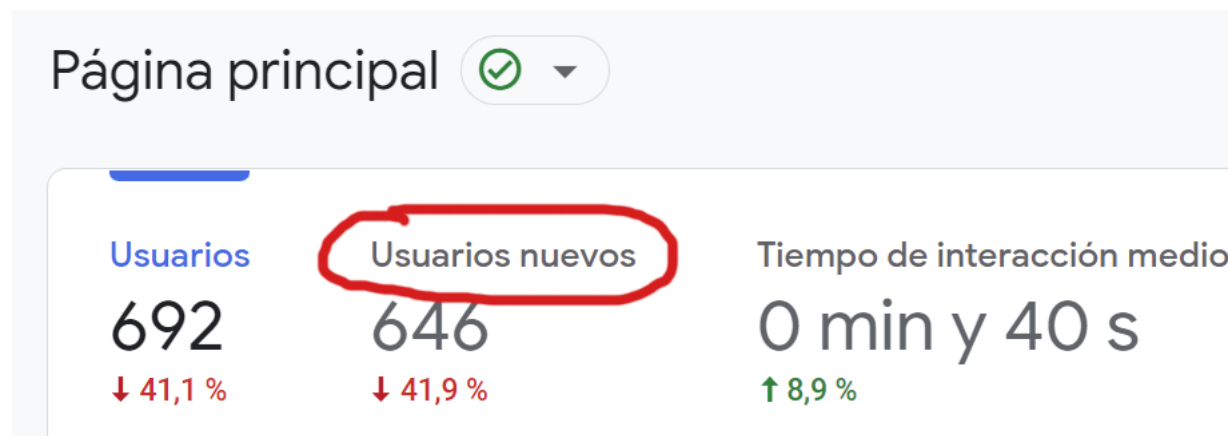 Página principal
Usuarios
Usuarios nuevos
Tiempo de interacción medio
692
646
0 min y 40 s
↓ 41,1 %
↓ 41,9 %
↑ 8,9 %